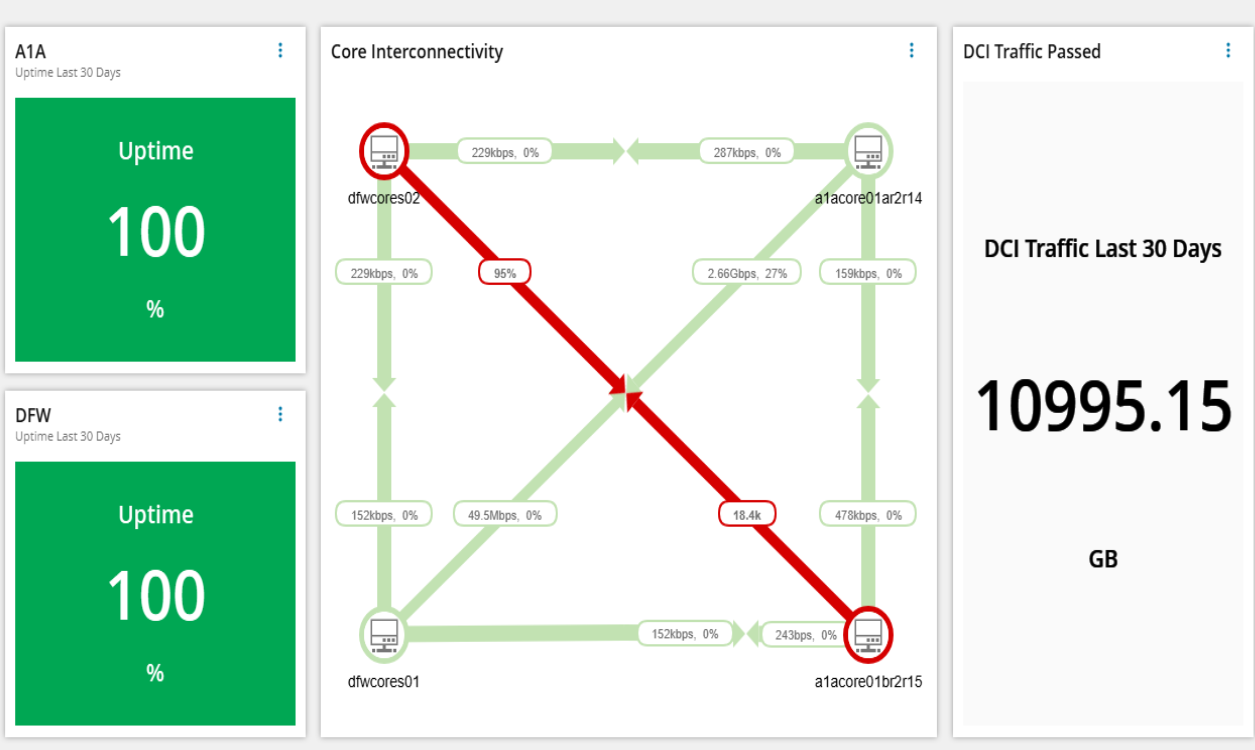 A1A
Uptime Last 30 Days
Uptime
100
%
DFW
Uptime Last 30 Days
Uptime
100
%
Core Interconnectivity
229kbps, 0%
287kbps, 0%
dfwcores02
a1acore01ar2r14
229kbps, 0%
95%
2.66Gbps, 27%
159kbps, 0%
152kbps, 0%
49.5Mbps, 0%
18.4k
478kbps, 0%
152kbps, 0%
243bps, 0%
dfwcores01
a1acore01br2r15
DCI Traffic Passed
DCI Traffic Last 30 Days
10995.15
GB